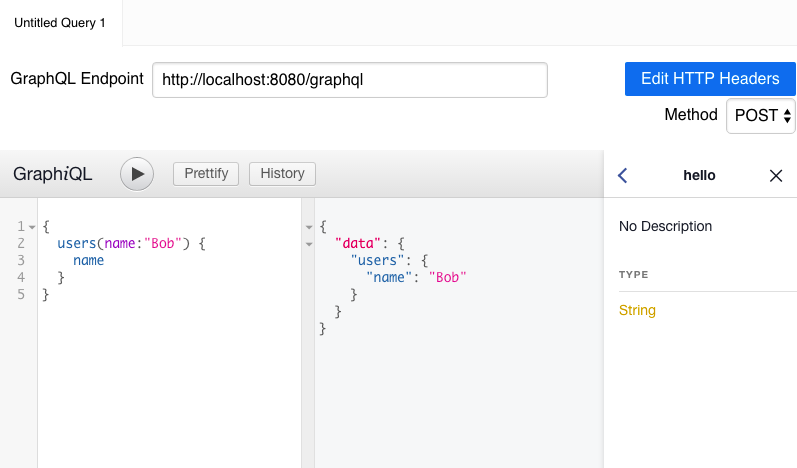 Untitled Query 1
GraphQL Endpoint http://localhost:8080/graphql Edit HTTP Headers
Method POST
GraphiQL Prettify History
hello
1 {
2 users(name:"Bob") {
3 name
4 }
5 }
{
"data": {
"users": {
"name": "Bob"
}
}
}
No Description
TYPE
String